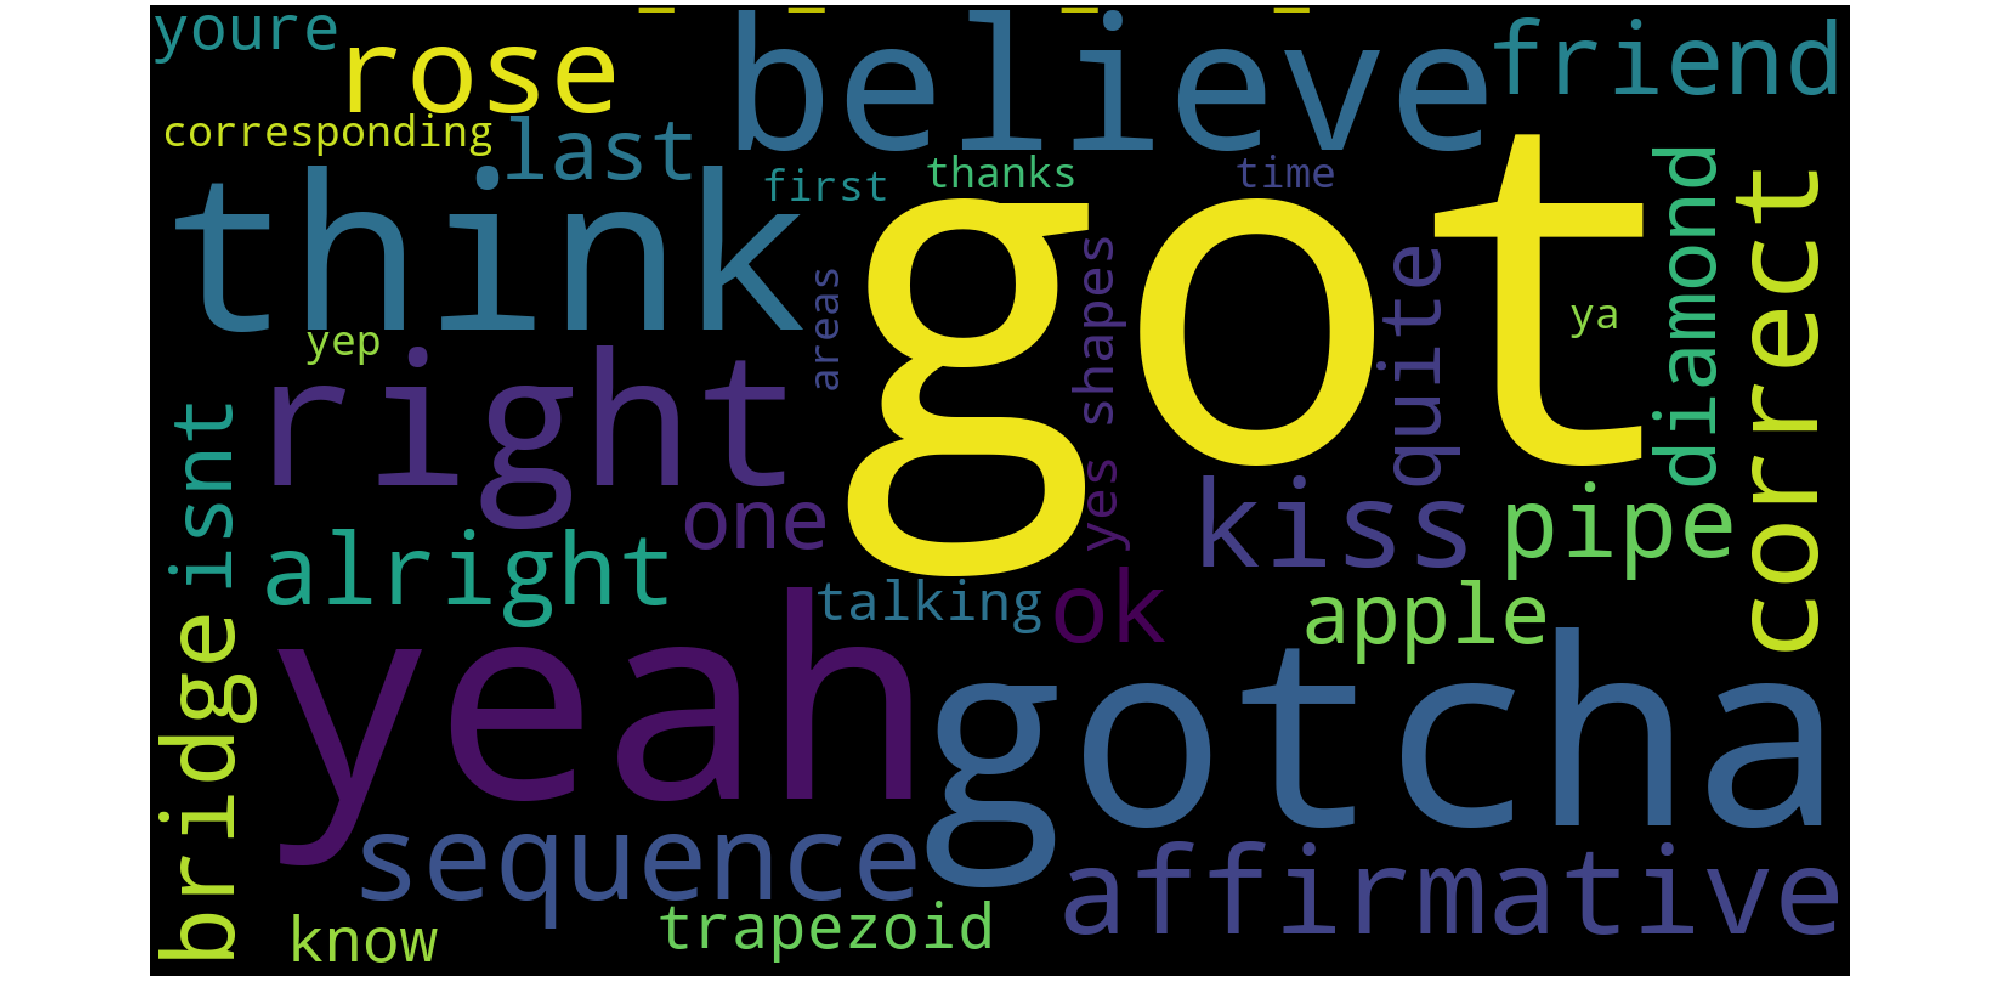 youre
rose
believe
friend
corresponding
last
first
thanks
time
think
got
diamond
correct
areas
shapes
quite
ya
yep
right
isnt
one
yes
kiss
pipe
alright
talking
ok
apple
bridge
yeah
gotcha
sequence
affirmative
know
trapezoid